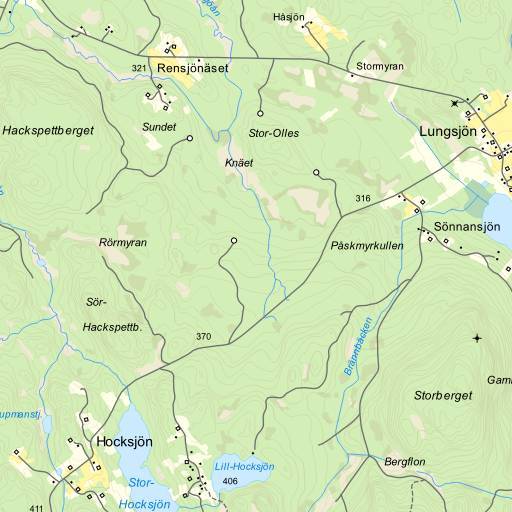 Håsjön
321
Rensjönäset
Stormyran
Hackspettberget
Sundet
Stor-Olles
Lungsjön
Knäet
316
Sönnansjön
Rörmyran
Påskmyrkullen
Sör-
Hackspettb.
370
Brännbäcken
Storberget
Hocksjön
Lill-Hocksjön
Bergflon
406
Stor-
Hocksjön
411